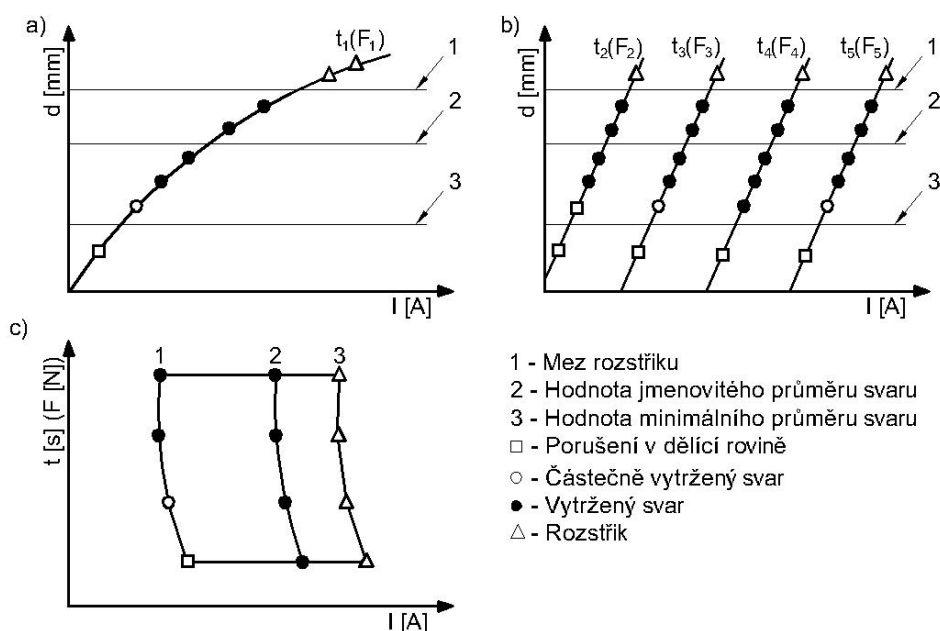 a)
d [mm]
t₁(F₁)
1
2
3
I [A]
b)
d [mm]
t₂(F₂) t₃(F₃) t₄(F₄) t₅(F₅)
1
2
3
I [A]
c)
t [s] (F [N])
1 2 3
I [A]
1 - Mez rozstřiku
2 - Hodnota jmenovitého průměru svaru
3 - Hodnota minimálního průměru svaru
□ - Porušení v dělící rovině
○ - Částečně vytržený svar
● - Vytržený svar
△ - Rozstřik